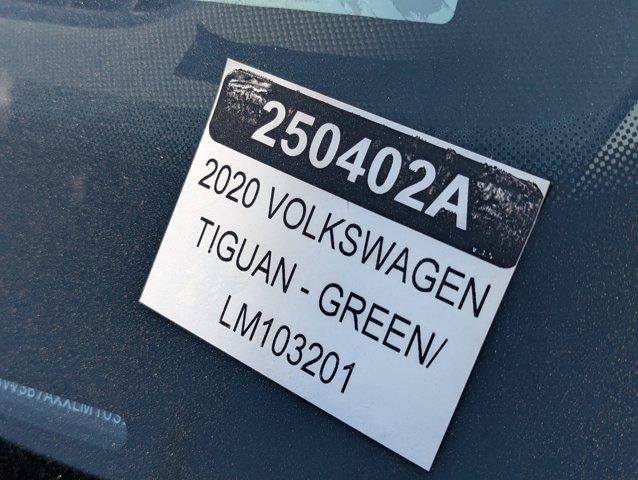 250402A
2020 VOLKSWAGEN
TIGUAN - GREEN/
LM103201